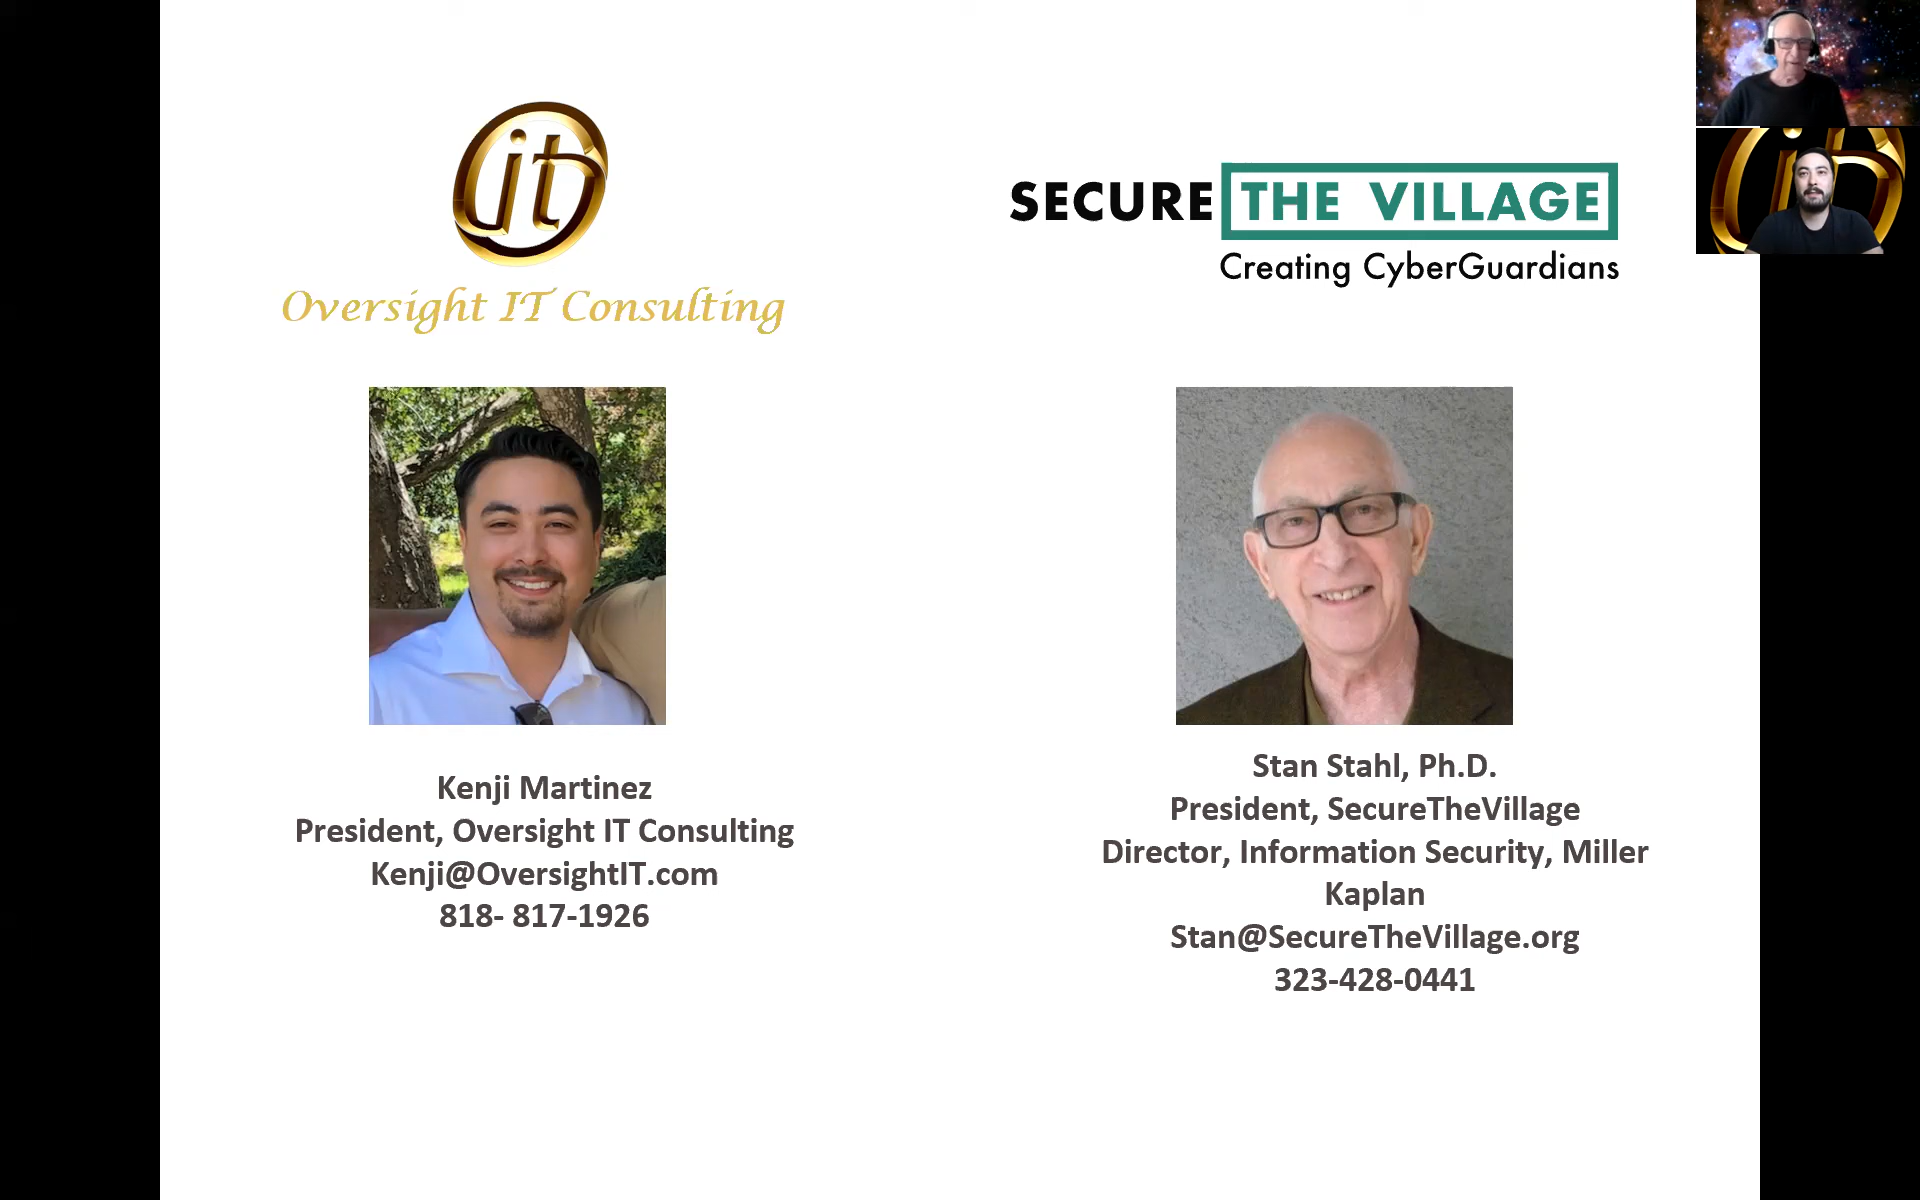 it
Oversight IT Consulting
Kenji Martinez
President, Oversight IT Consulting
Kenji@OversightIT.com
818- 817-1926
SECURE THE VILLAGE
Creating CyberGuardians
Stan Stahl, Ph.D.
President, SecureTheVillage
Director, Information Security, Miller
Kaplan
Stan@SecureTheVillage.org
323-428-0441